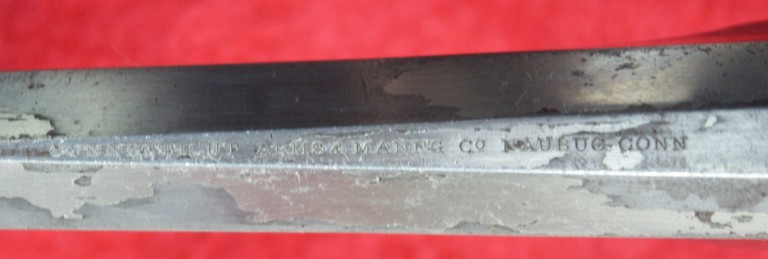 CONNECTICUT ARMS & MANFG Cº NAUBUC-CONN